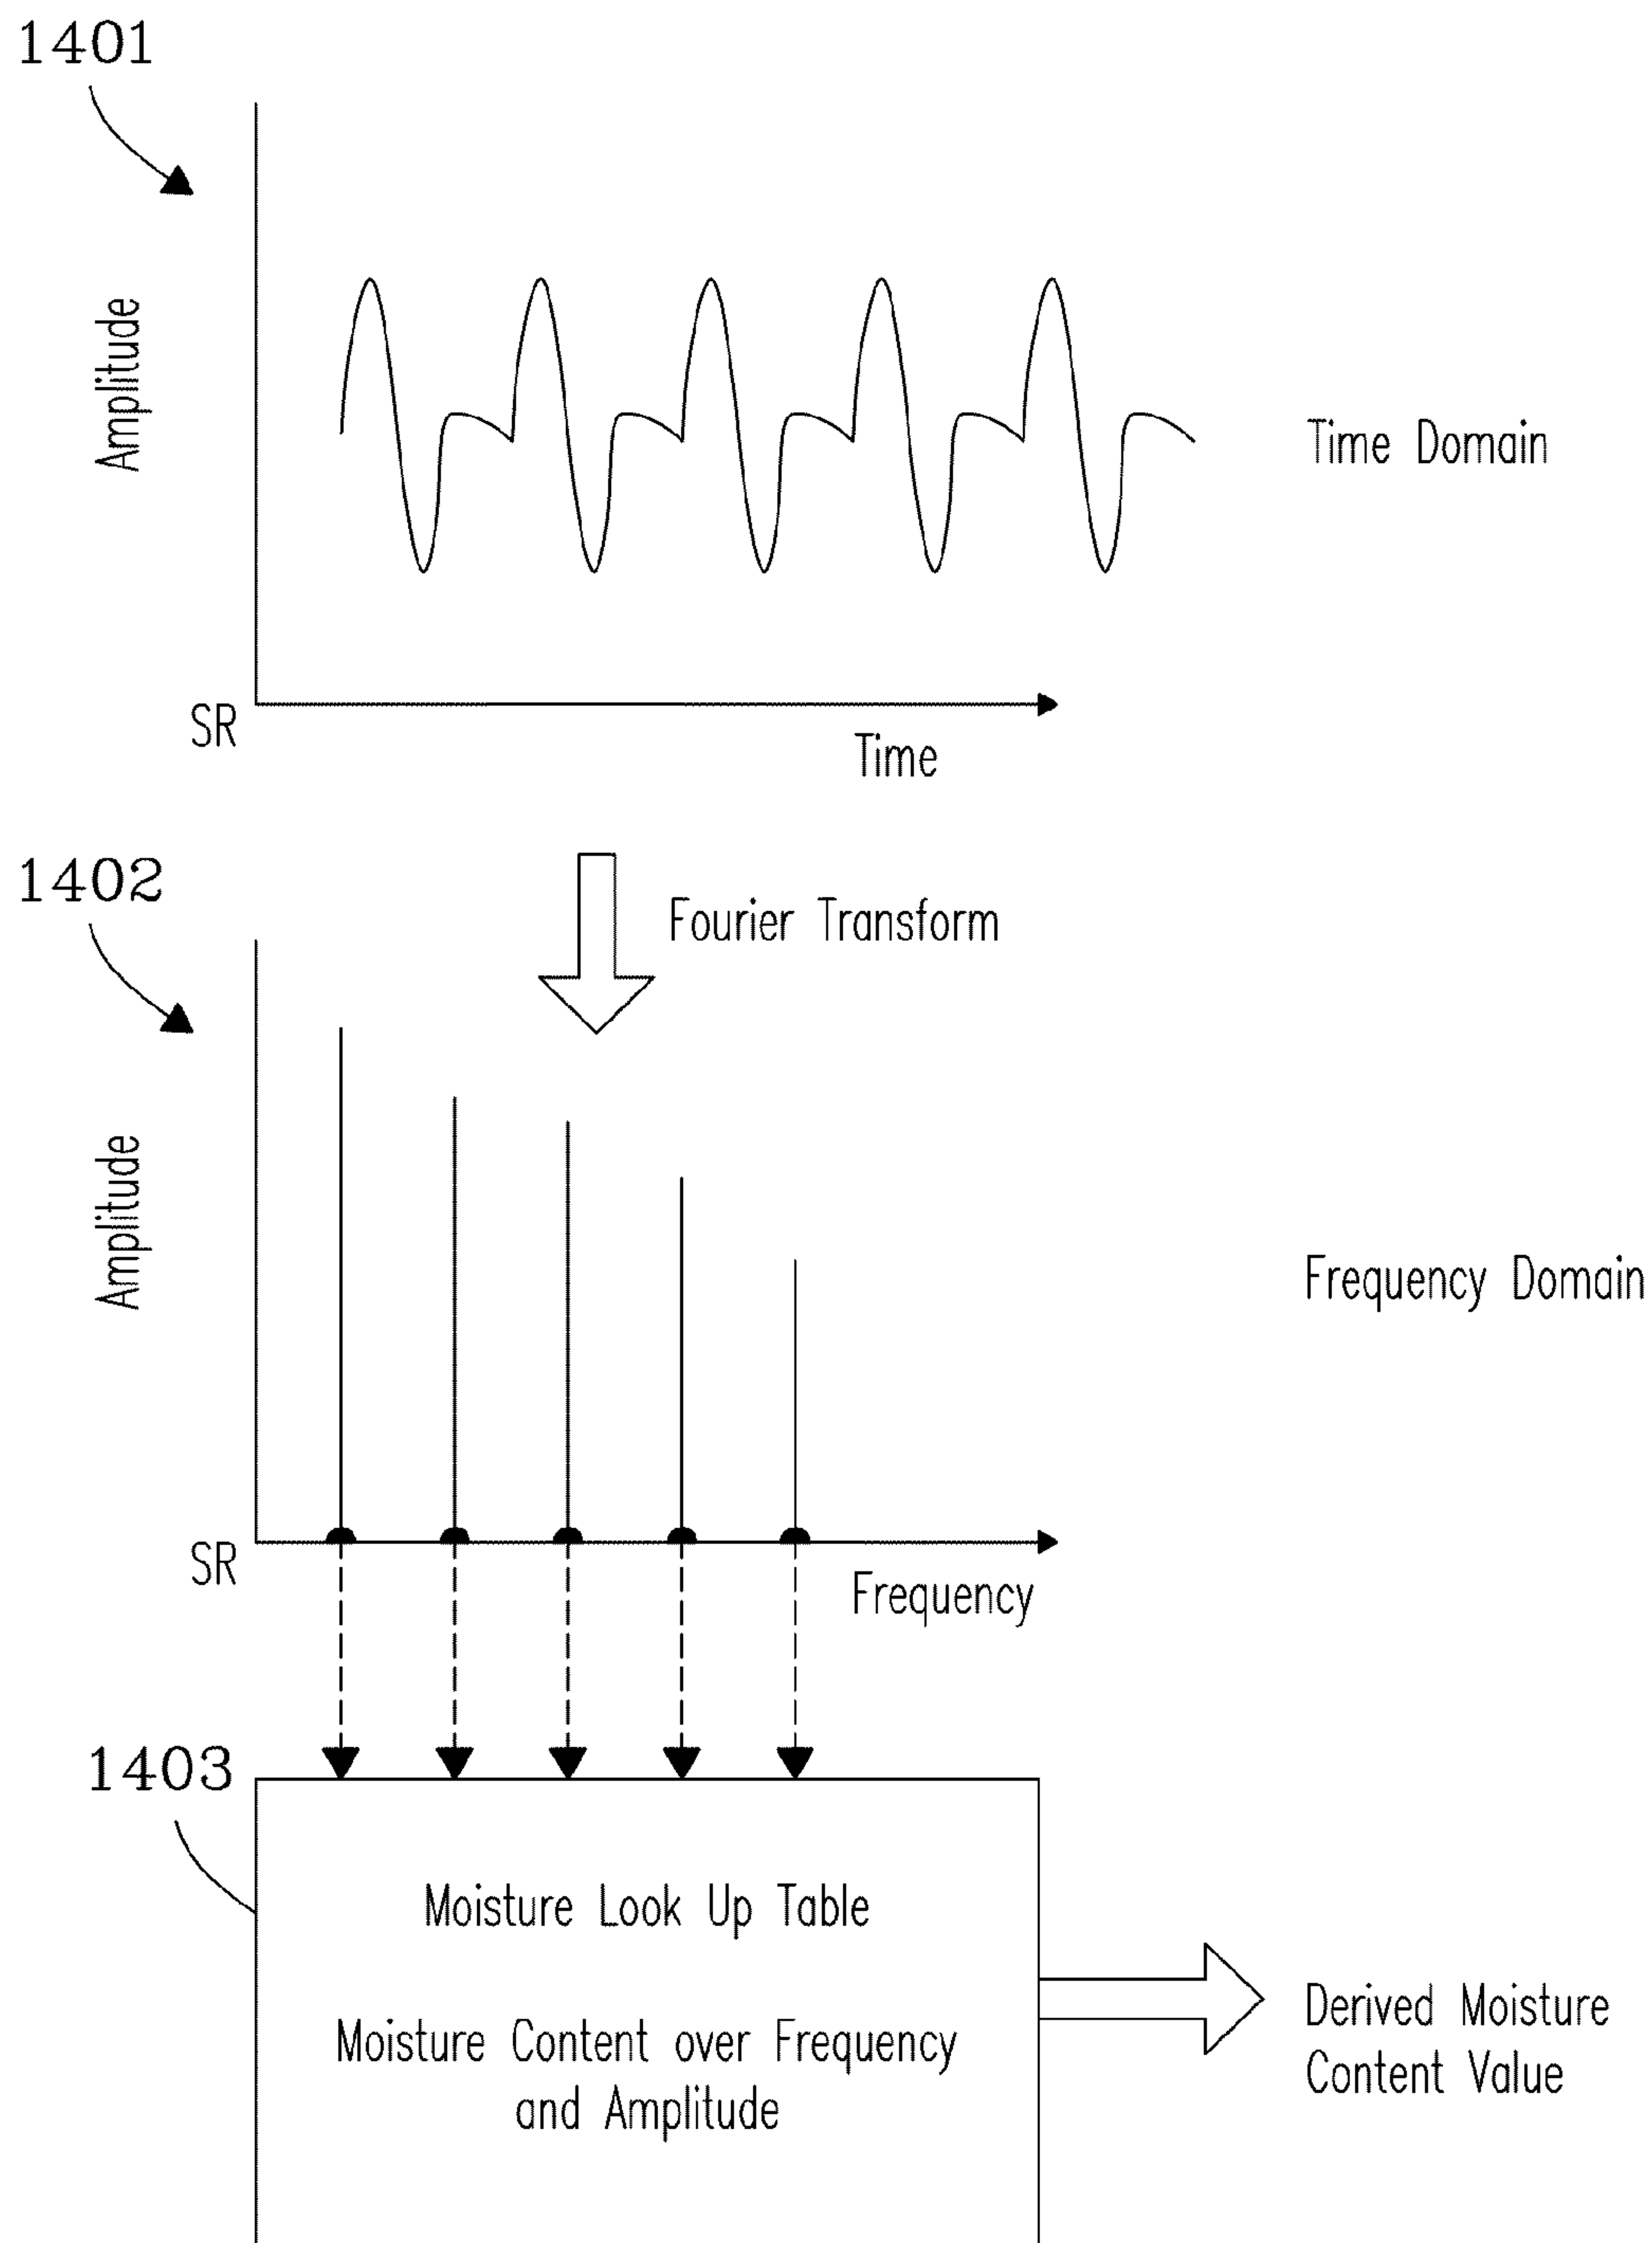 1401
Amplitude
Time Domain
SR
Time
1402
Fourier Transform
Amplitude
Frequency Domain
SR
Frequency
1403
Moisture Look Up Table
Moisture Content over Frequency
and Amplitude
Derived Moisture
Content Value